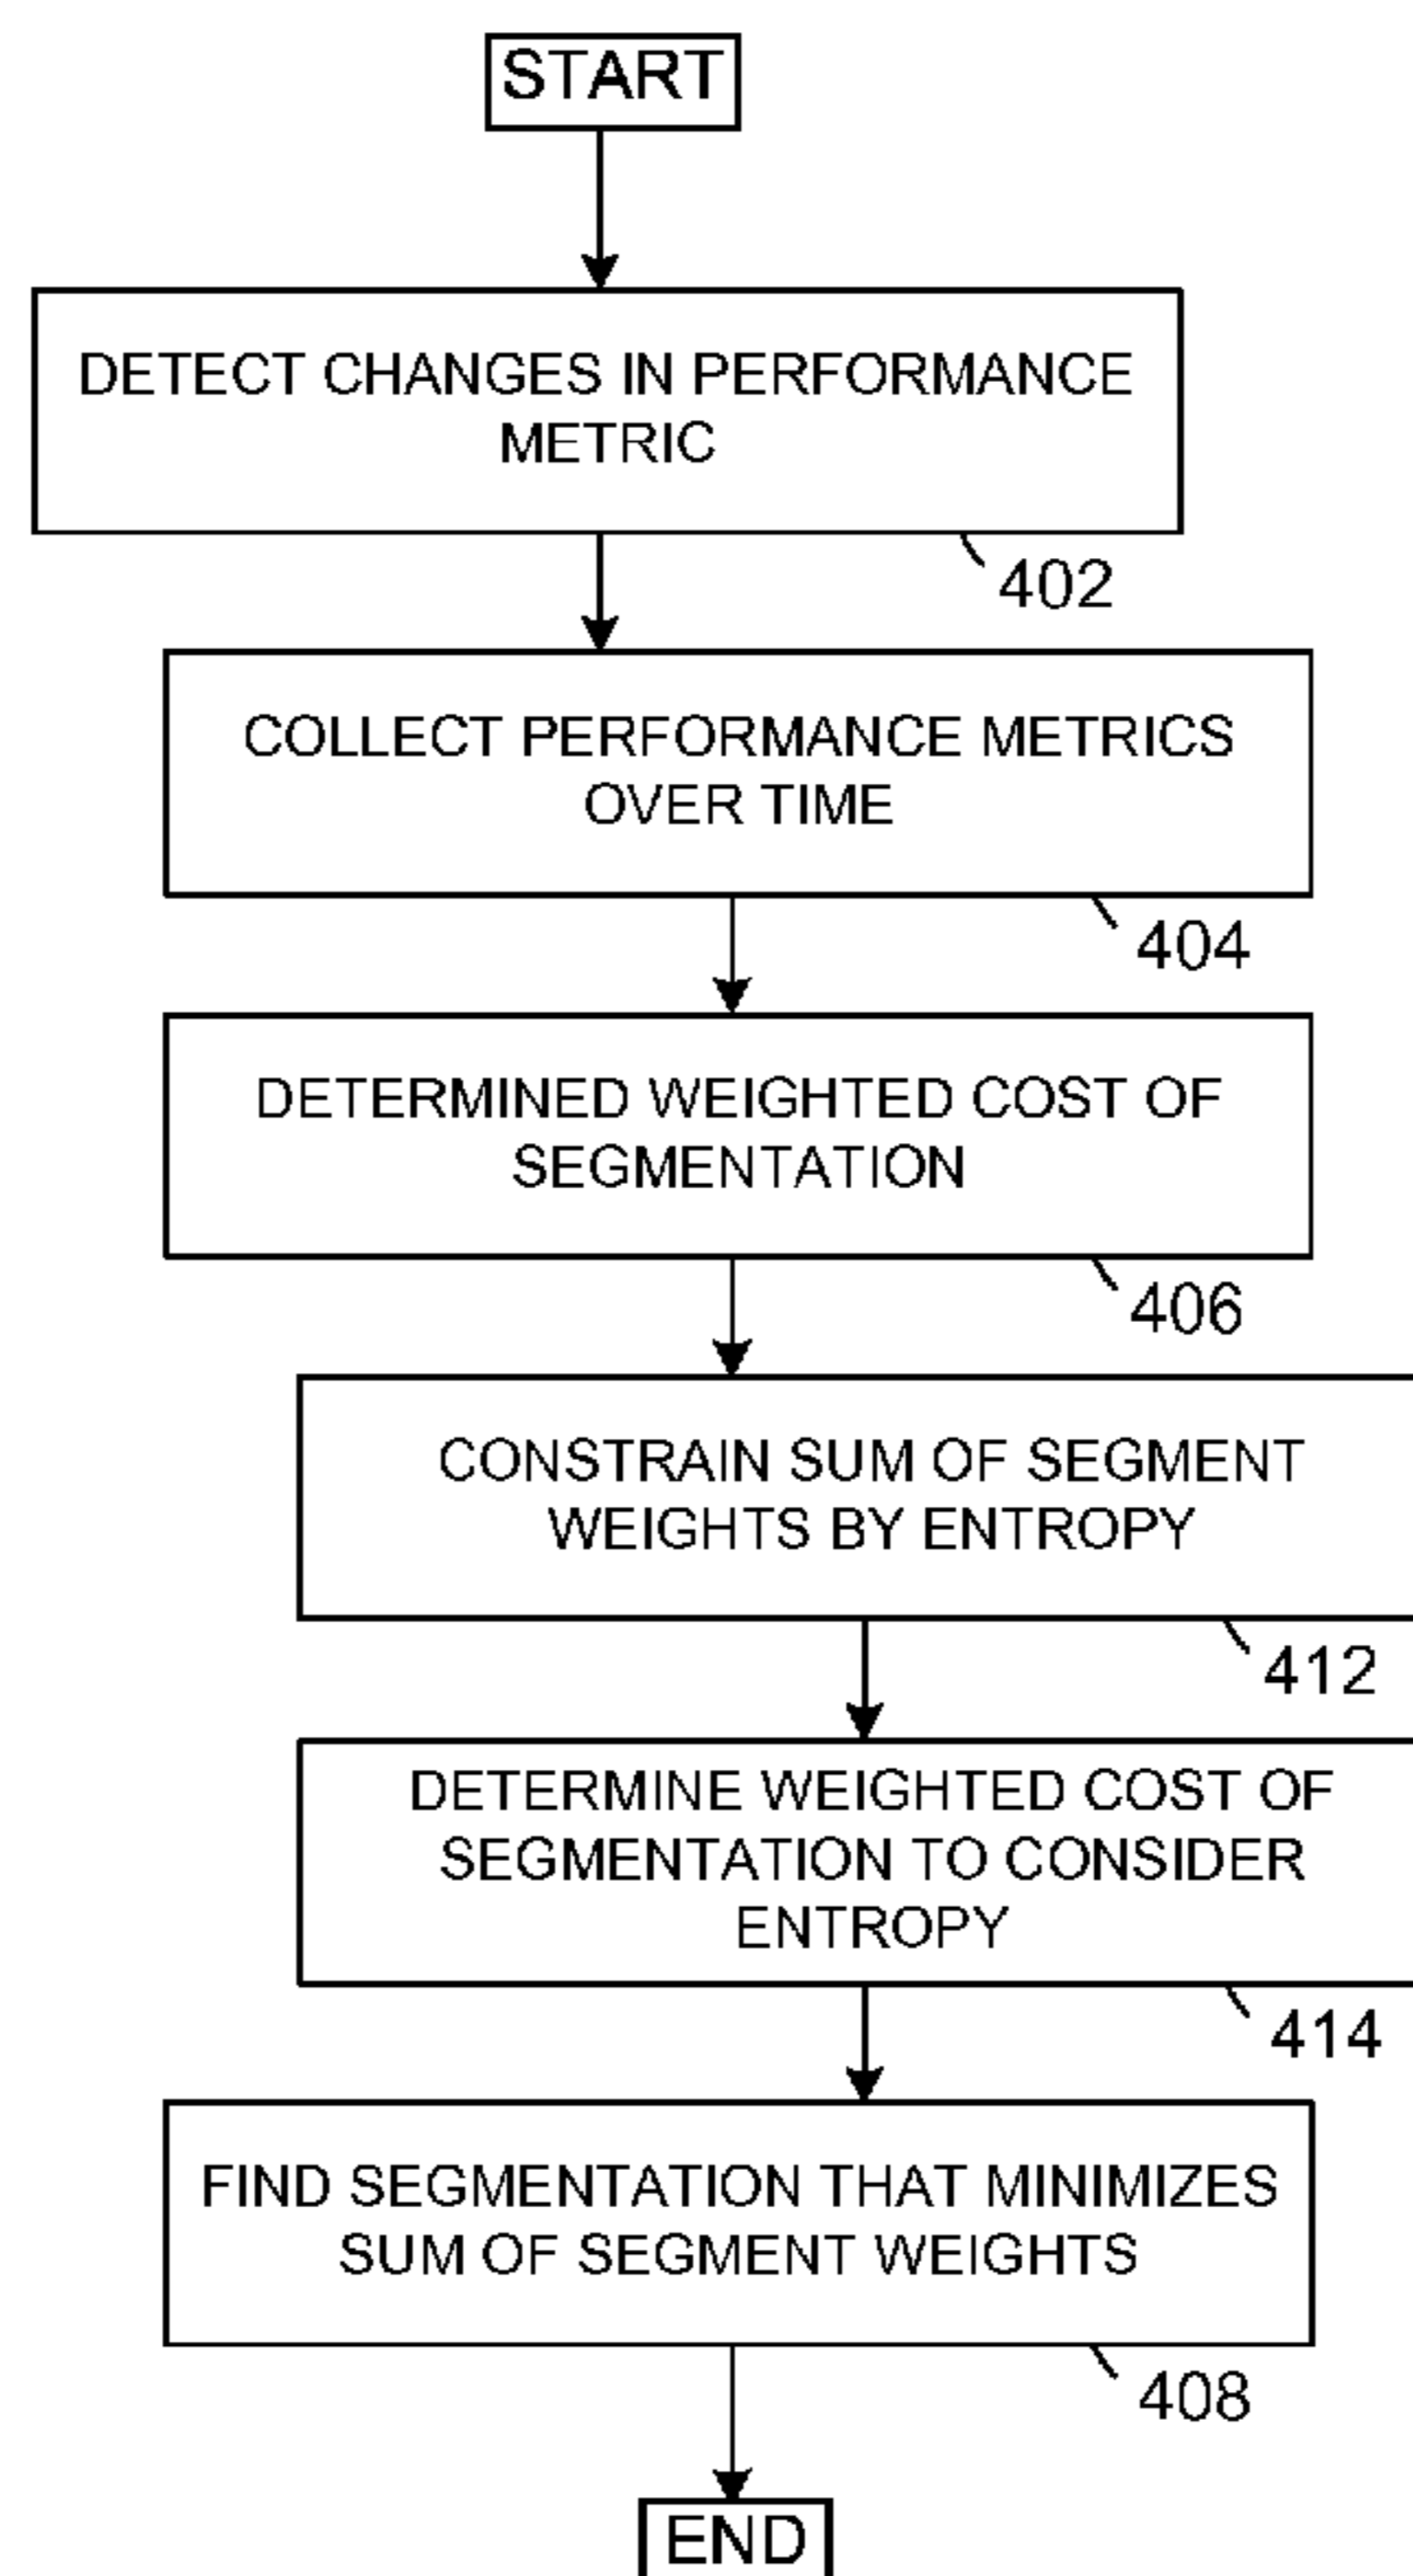 START
DETECT CHANGES IN PERFORMANCE
METRIC
402
COLLECT PERFORMANCE METRICS
OVER TIME
404
DETERMINED WEIGHTED COST OF
SEGMENTATION
406
CONSTRAIN SUM OF SEGMENT
WEIGHTS BY ENTROPY
412
DETERMINE WEIGHTED COST OF
SEGMENTATION TO CONSIDER
ENTROPY
414
FIND SEGMENTATION THAT MINIMIZES
SUM OF SEGMENT WEIGHTS
408
END